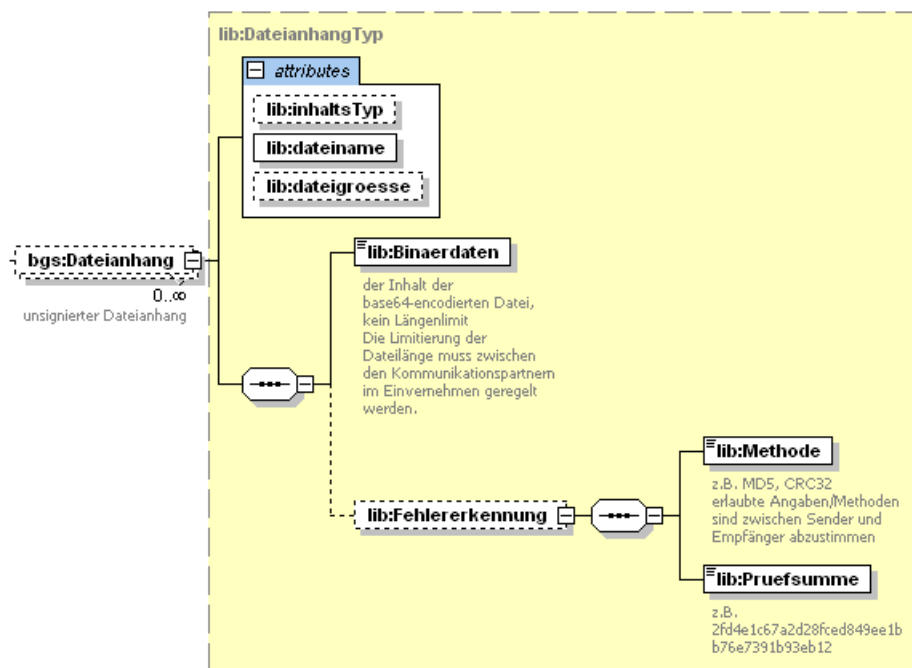 lib:DateianhangTyp
attributes
lib:inhaltsTyp
lib:dateiname
lib:dateigroesse
bgs:Dateianhang
0..∞
unsignierter Dateianhang
lib:Binaerdaten
der Inhalt der
base64-encodierten Datei,
kein Längenlimit
Die Limitierung der
Dateilänge muss zwischen
den Kommunikationspartnern
im Einvernehmen geregelt
werden.
lib:Fehlererkennung
lib:Methode
z.B. MD5, CRC32
erlaubte Angaben/Methoden
sind zwischen Sender und
Empfänger abzustimmen
lib:Pruefsumme
z.B.
2fd4e1c67a2d28fced849ee1b
b76e7391b93eb12